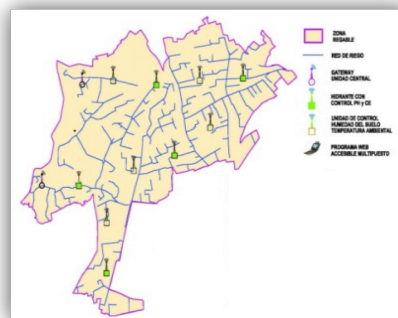 ZONA
REGABLE
RED DE RIEGO
GATEWAY
UNIDAD CENTRAL
HIDRANTE CON
CONTROL PH y CE
UNIDAD DE CONTROL
HUMEDAD DEL SUELO
TEMPERATURA AMBIENTAL
PROGRAMA WEB
ACCESIBLE MULTIPUESTO